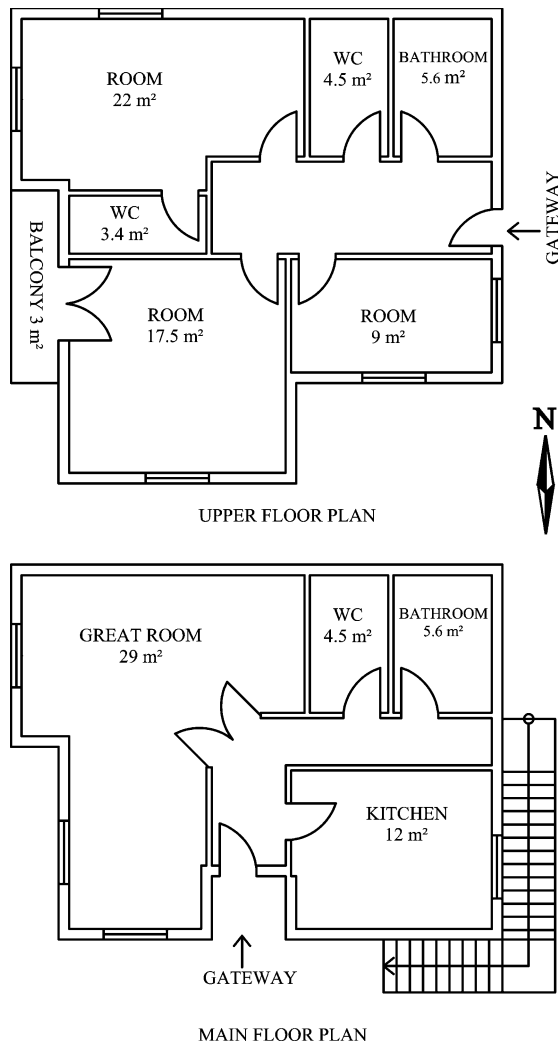 ROOM
22 m²
WC
4.5 m²
BATHROOM
5.6 m²
WC
3.4 m²
GATEWAY
BALCONY 3 m²
ROOM
17.5 m²
ROOM
9 m²
N
UPPER FLOOR PLAN
GREAT ROOM
29 m²
WC
4.5 m²
BATHROOM
5.6 m²
KITCHEN
12 m²
GATEWAY
MAIN FLOOR PLAN